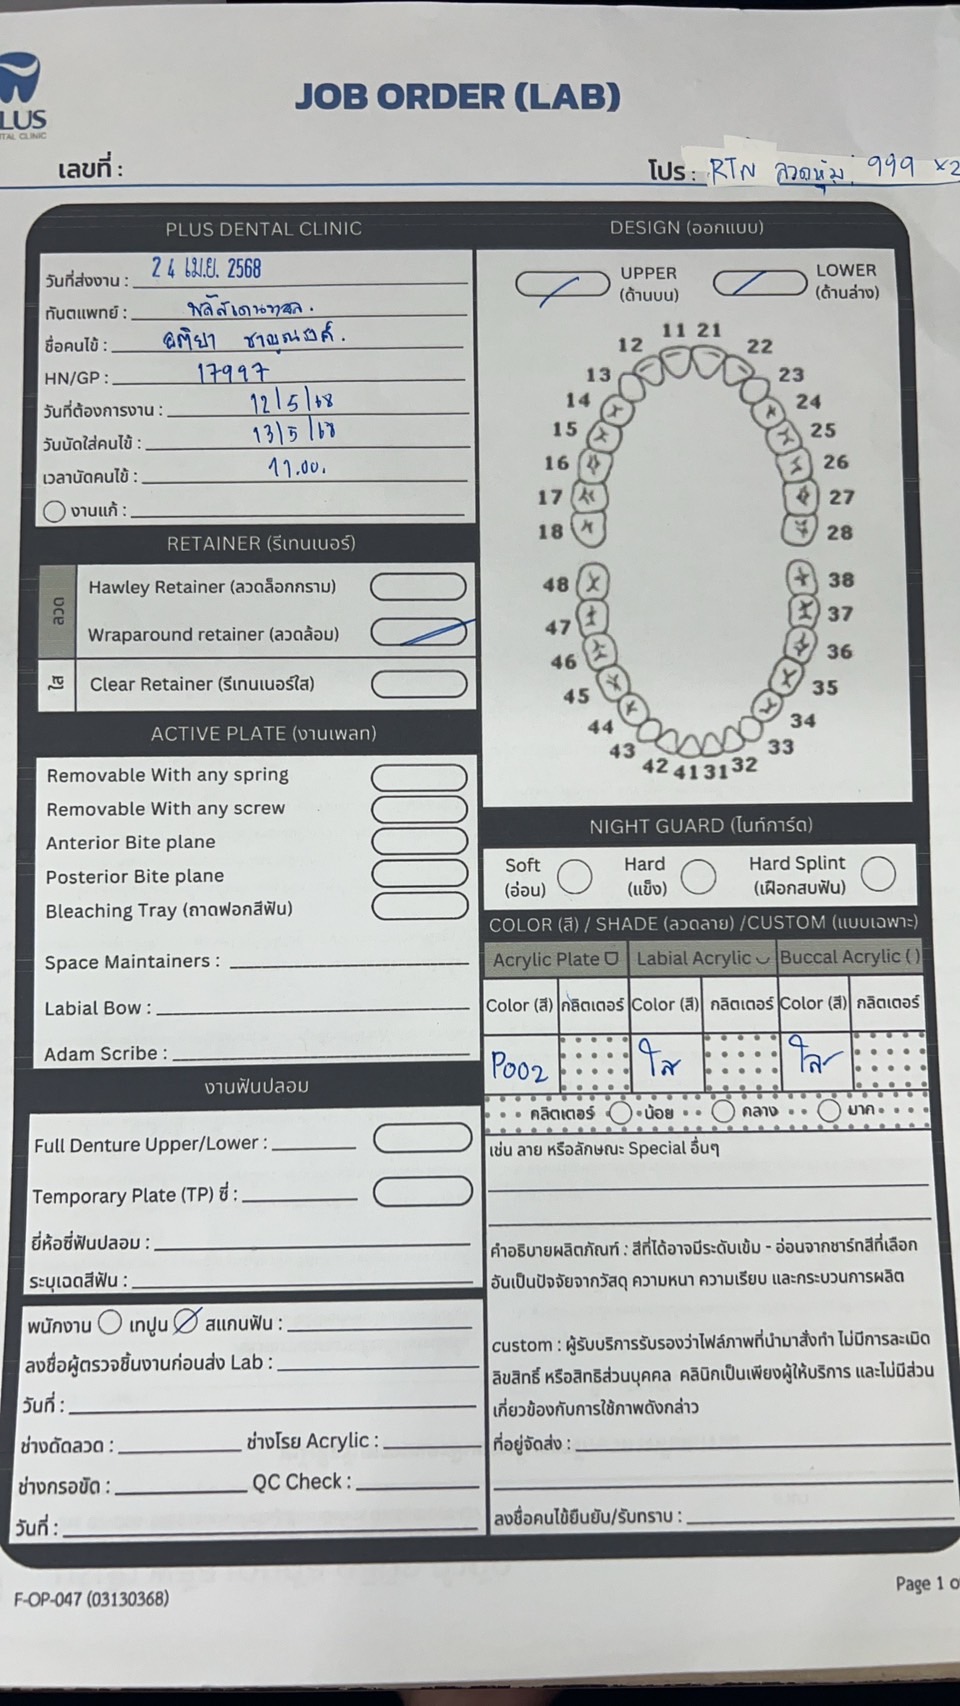 LUS
TAL CLINIC
JOB ORDER (LAB)
เลขที่ :
โปร : RTN ลวดหุ้ม 999 x2
PLUS DENTAL CLINIC
วันที่ส่งงาน : 24 เม.ย. 2568
ทันตแพทย์ : พลัสเดนทอล.
ชื่อคนไข้ :
HN/GP : 17997
วันที่ต้องการงาน : 12/5/68
วันนัดใส่คนไข้ : 13/5/68
เวลานัดคนไข้ : 11.00.
งานแก้ :
RETAINER (รีเทนเนอร์)
ลวด
Hawley Retainer (ลวดล็อกกราม)
Wraparound retainer (ลวดล้อม)
ใส
Clear Retainer (รีเทนเนอร์ใส)
ACTIVE PLATE (งานเพลท)
Removable With any spring
Removable With any screw
Anterior Bite plane
Posterior Bite plane
Bleaching Tray (ถาดฟอกสีฟัน)
Space Maintainers :
Labial Bow :
Adam Scribe :
งานฟันปลอม
Full Denture Upper/Lower :
Temporary Plate (TP) ซี่ :
ยี่ห้อซี่ฟันปลอม :
ระบุเฉดสีฟัน :
พนักงาน เทปูน สแกนฟัน :
ลงชื่อผู้ตรวจชิ้นงานก่อนส่ง Lab :
วันที่ :
ช่างดัดลวด : ช่างโรย Acrylic :
ช่างกรอขัด : QC Check :
วันที่ :
DESIGN (ออกแบบ)
UPPER (ด้านบน) LOWER (ด้านล่าง)
11 21
12 22
13 23
14 24
15 25
16 26
17 27
18 28
48 38
47 37
46 36
45 35
44 34
43 33
42 41 31 32
NIGHT GUARD (ไนท์การ์ด)
Soft (อ่อน) Hard (แข็ง) Hard Splint (เฝือกสบฟัน)
COLOR (สี) / SHADE (ลวดลาย) /CUSTOM (แบบเฉพาะ)
Acrylic Plate Labial Acrylic Buccal Acrylic ()
Color (สี) กลิตเตอร์ Color (สี) กลิตเตอร์ Color (สี) กลิตเตอร์
P002 ใส ใส
กลิตเตอร์ น้อย กลาง มาก
เช่น ลาย หรือลักษณะ Special อื่นๆ
คำอธิบายผลิตภัณฑ์ : สีที่ได้อาจมีระดับเข้ม - อ่อนจากชาร์ทสีที่เลือก
อันเป็นปัจจัยจากวัสดุ ความหนา ความเรียบ และกระบวนการผลิต
custom : ผู้รับบริการรับรองว่าไฟล์ภาพที่นำมาสั่งทำ ไม่มีการละเมิด
ลิขสิทธิ์ หรือสิทธิส่วนบุคคล คลินิกเป็นเพียงผู้ให้บริการ และไม่มีส่วน
เกี่ยวข้องกับการใช้ภาพดังกล่าว
ที่อยู่จัดส่ง :
ลงชื่อคนไข้ยืนยัน/รับทราบ :
F-OP-047 (03130368)
Page 1 o